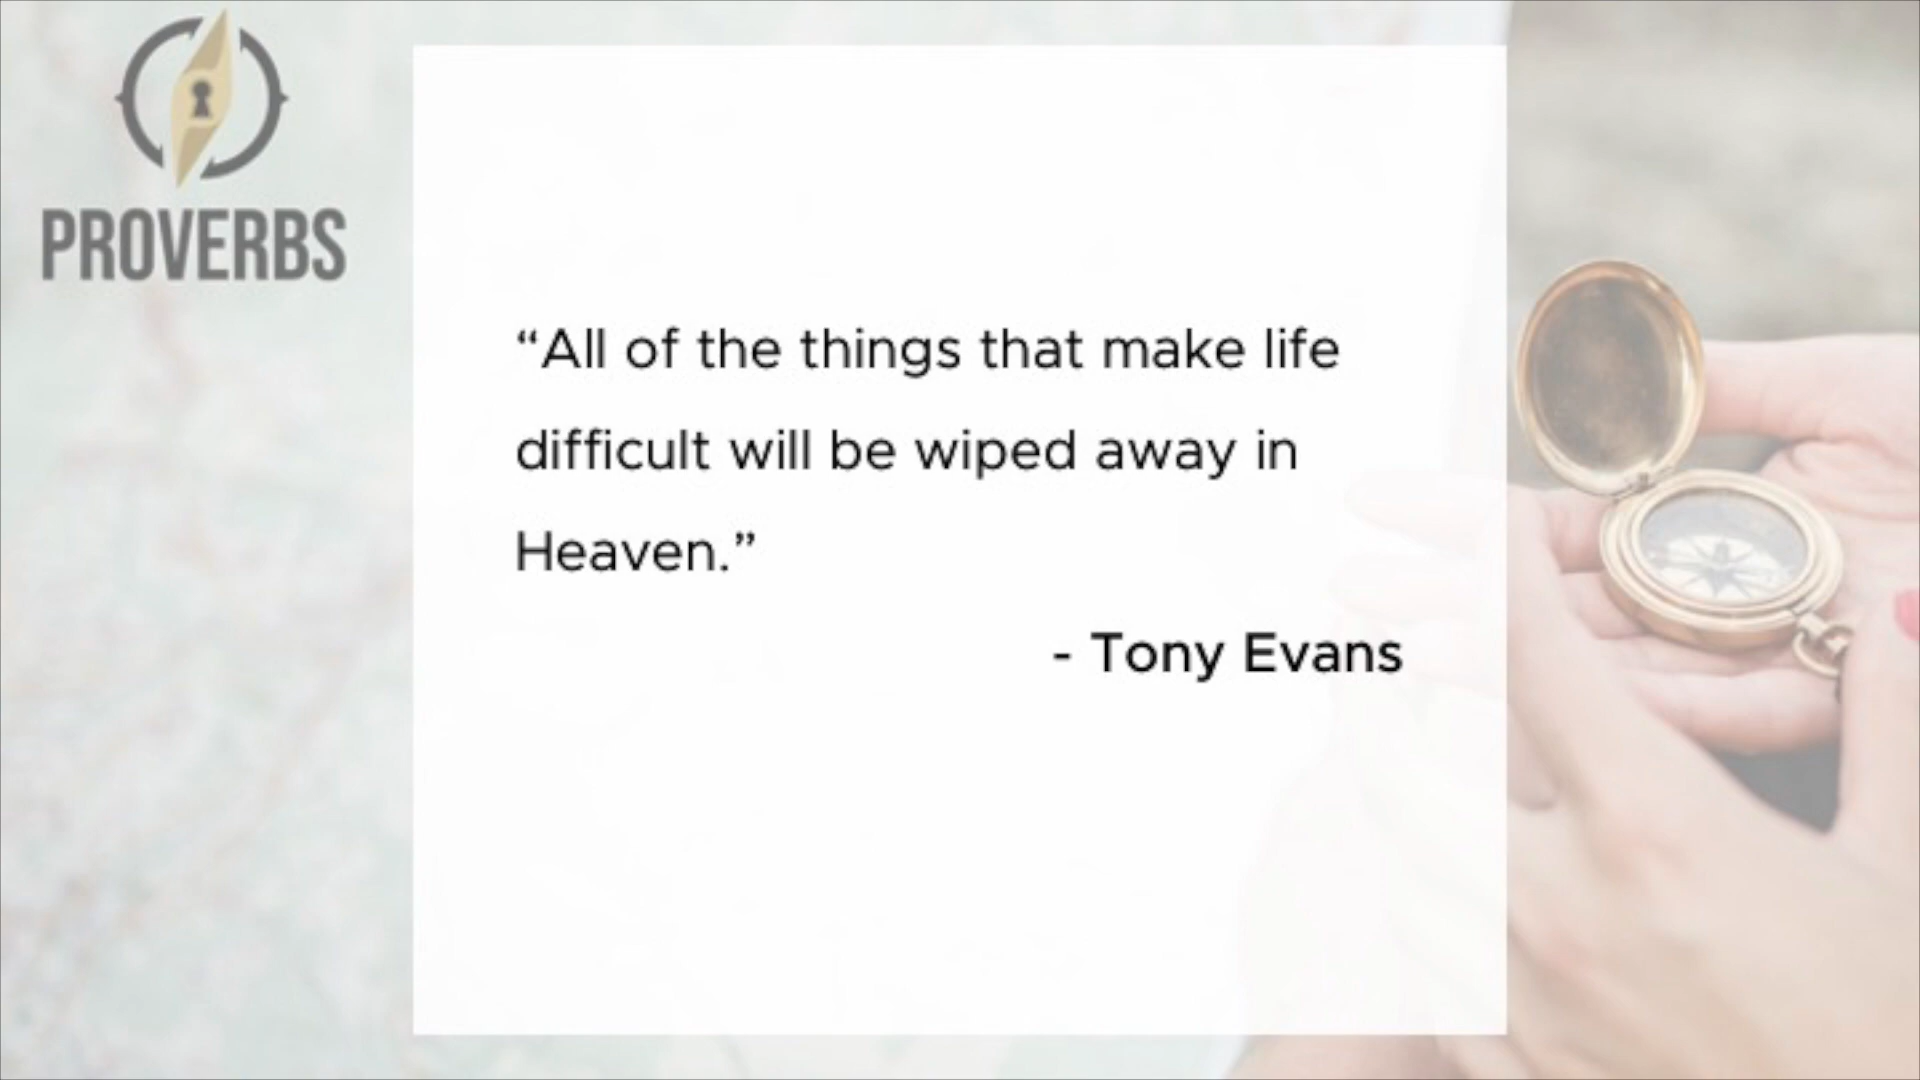 PROVERBS
“All of the things that make life
difficult will be wiped away in
Heaven.”
- Tony Evans